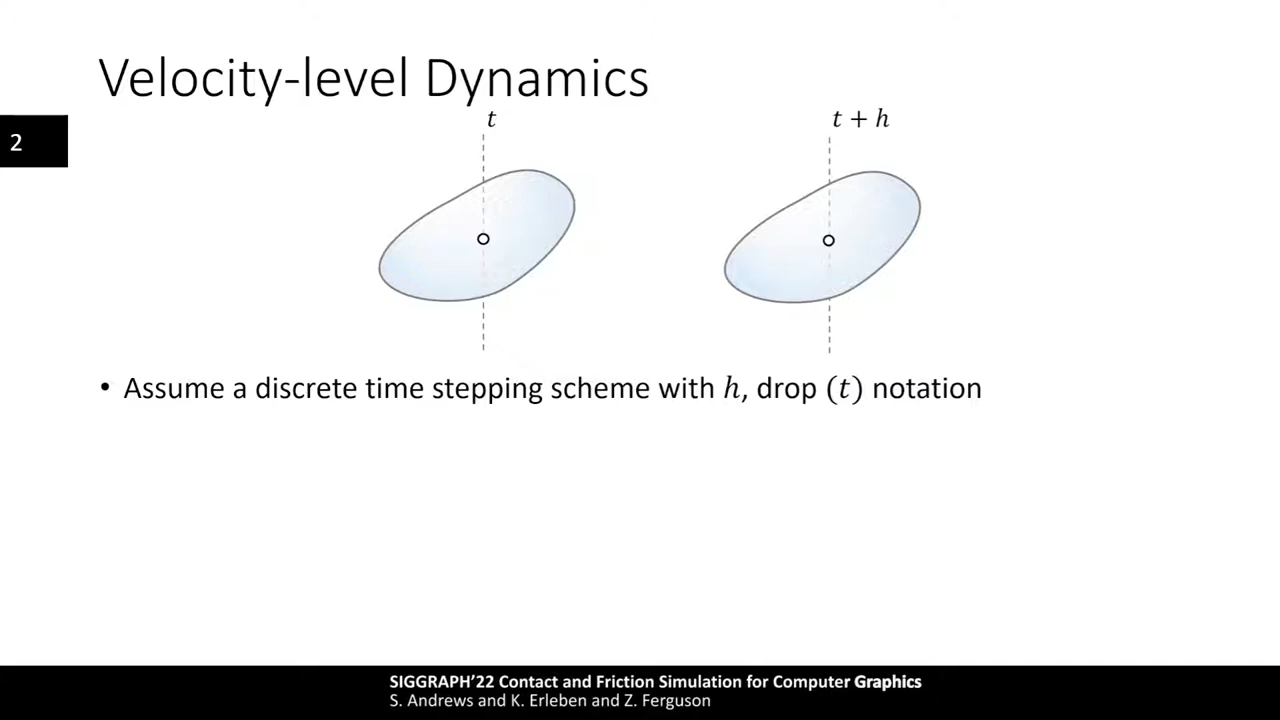 Velocity-level Dynamics
2
t
t + h
• Assume a discrete time stepping scheme with h, drop (t) notation
SIGGRAPH’22 Contact and Friction Simulation for Computer Graphics
S. Andrews and K. Erleben and Z. Ferguson